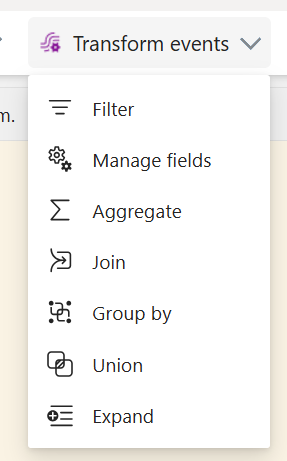 Transform events
m.
Filter
Manage fields
Aggregate
Join
Group by
Union
Expand